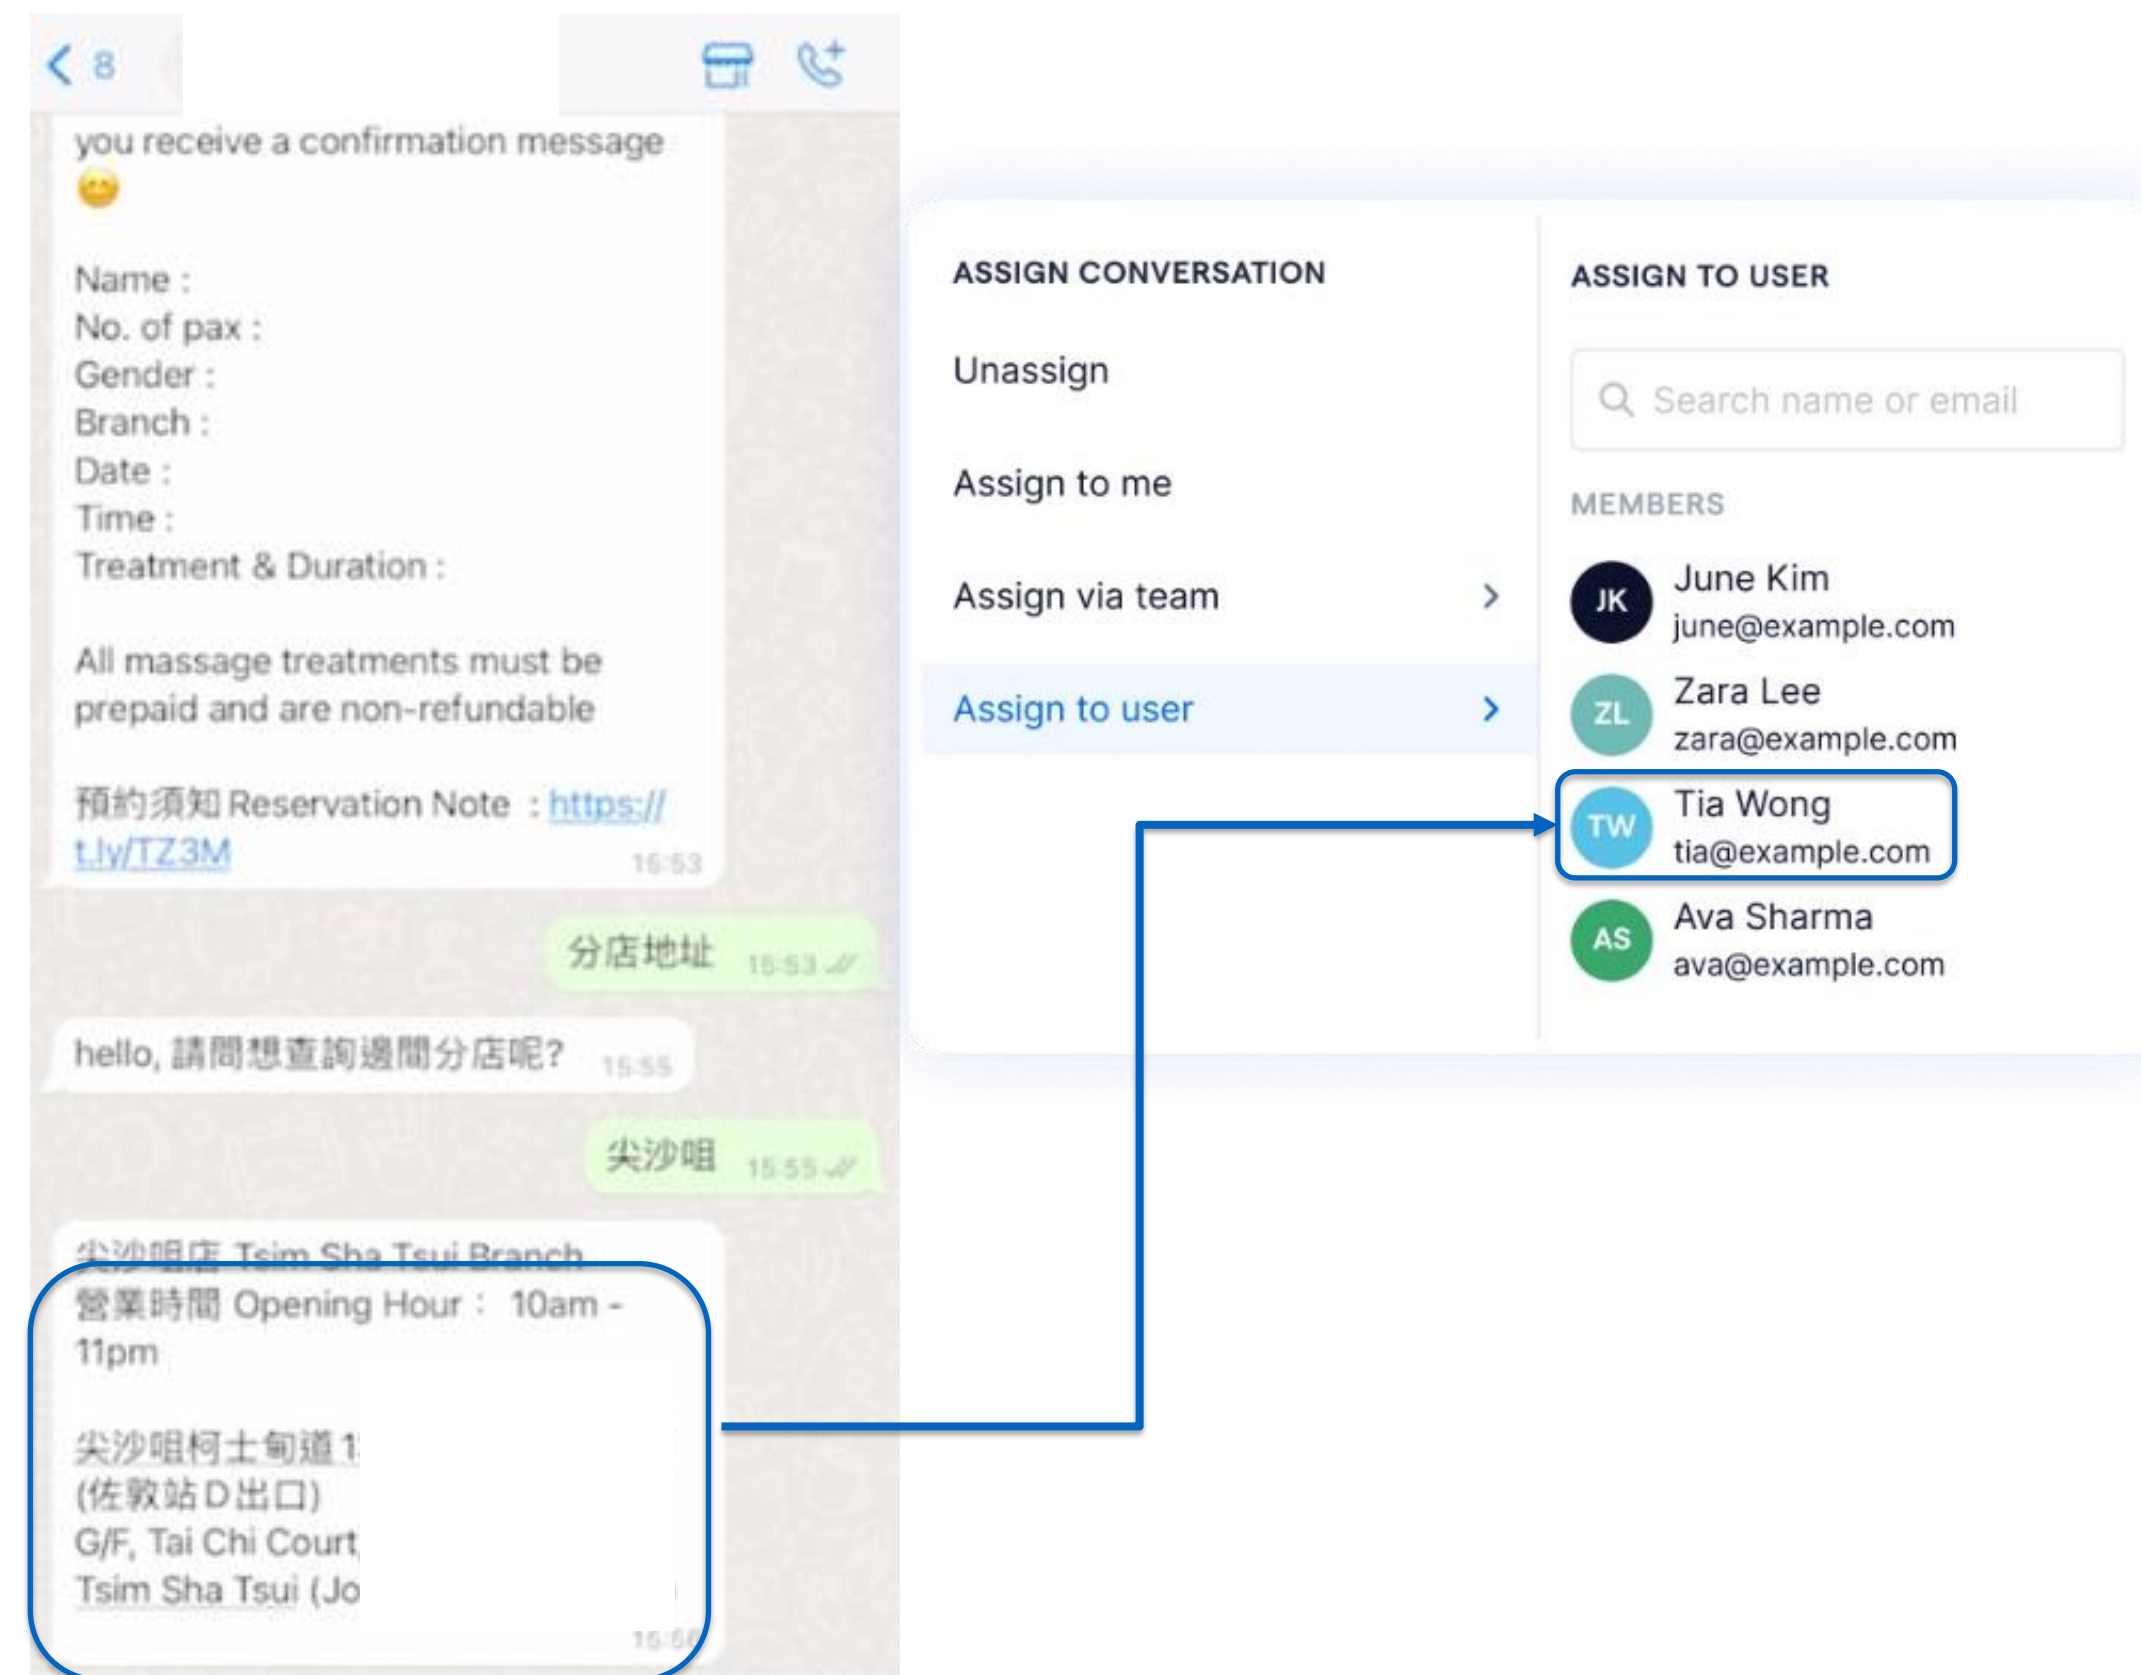 8
you receive a confirmation message
😊
Name :
No. of pax :
Gender :
Branch :
Date :
Time :
Treatment & Duration :
All massage treatments must be
prepaid and are non-refundable
預約須知 Reservation Note : https://
t.ly/TZ3M
15:53
分店地址 15:53
hello, 請問想查詢邊間分店呢? 15:55
尖沙咀 15:55
尖沙咀店 Tsim Sha Tsui Branch
營業時間 Opening Hour : 10am -
11pm
尖沙咀柯士甸道
(佐敦站D出口)
G/F, Tai Chi Court,
Tsim Sha Tsui (Jo
ASSIGN CONVERSATION
Unassign
Assign to me
Assign via team
Assign to user
ASSIGN TO USER
Search name or email
MEMBERS
JK June Kim
june@example.com
ZL Zara Lee
zara@example.com
TW Tia Wong
tia@example.com
AS Ava Sharma
ava@example.com